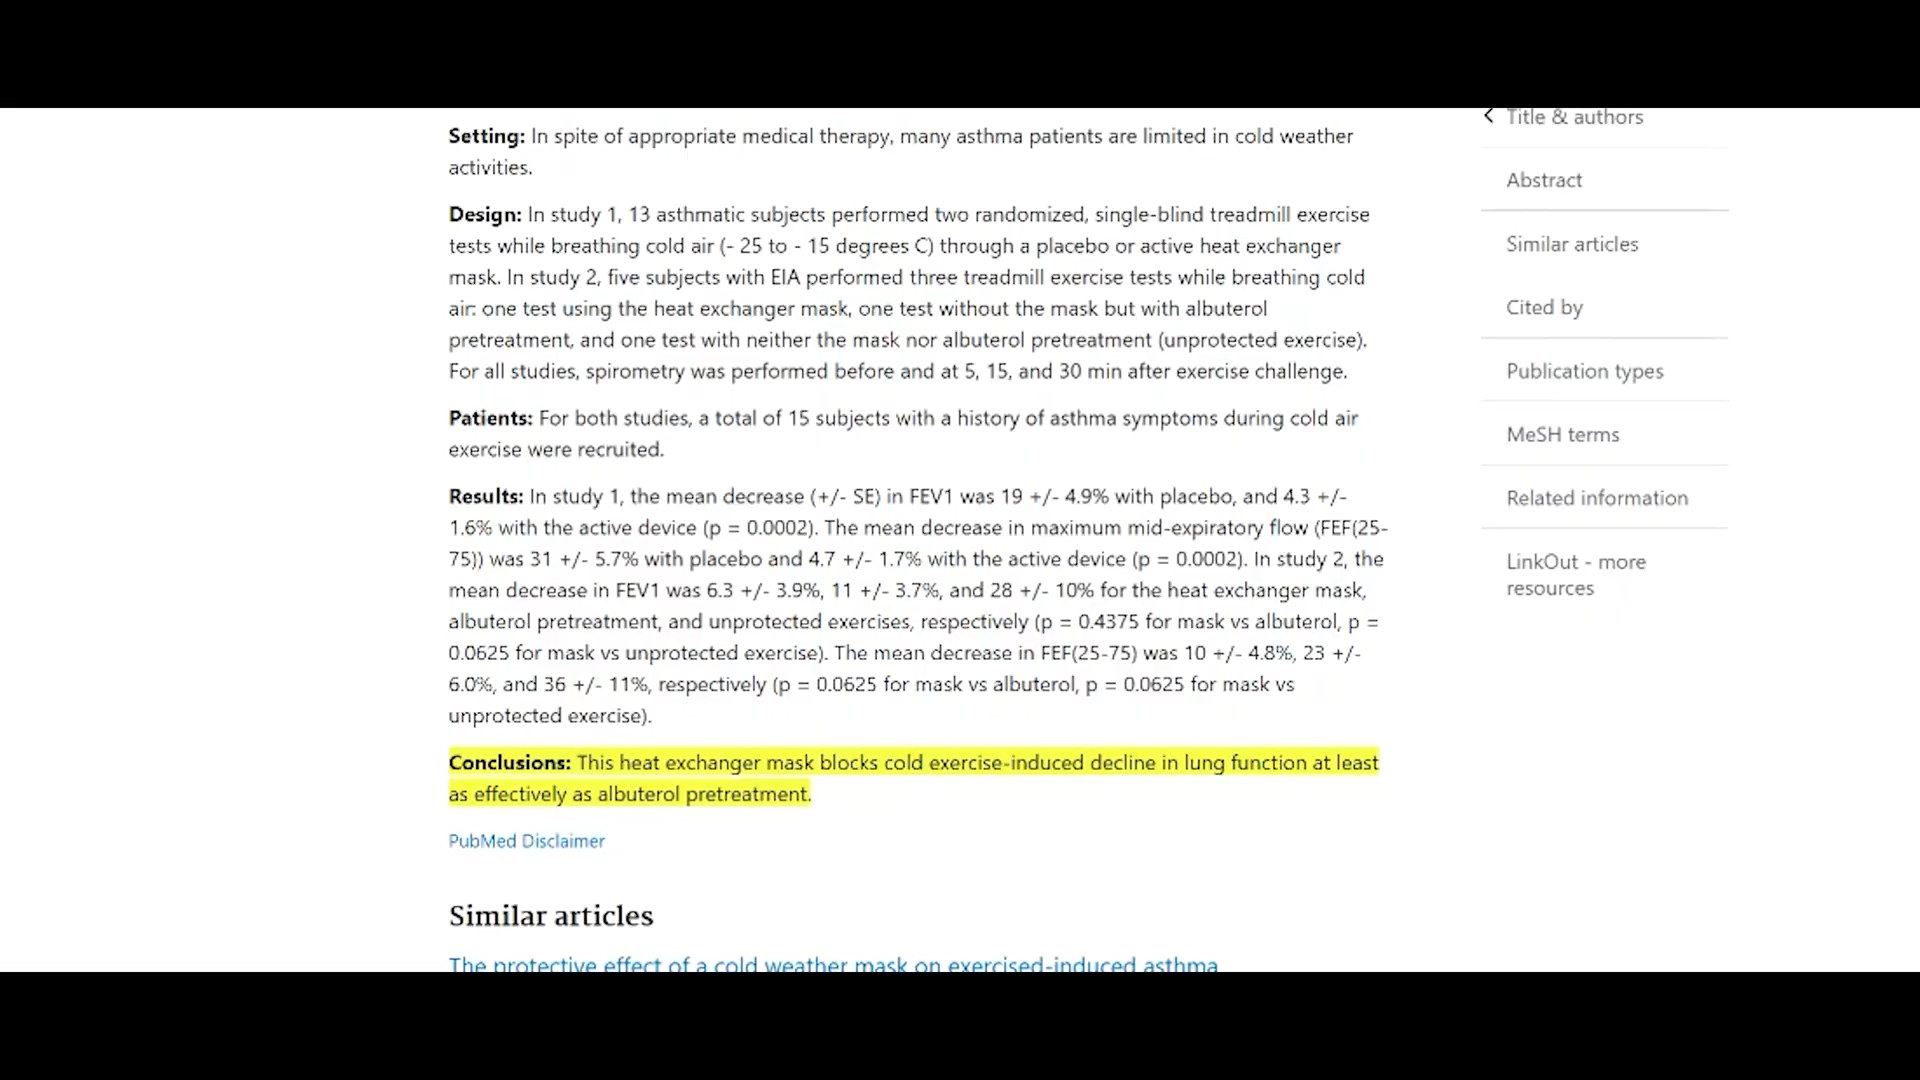 Setting: In spite of appropriate medical therapy, many asthma patients are limited in cold weather
activities.
Design: In study 1, 13 asthmatic subjects performed two randomized, single-blind treadmill exercise
tests while breathing cold air (- 25 to - 15 degrees C) through a placebo or active heat exchanger
mask. In study 2, five subjects with EIA performed three treadmill exercise tests while breathing cold
air: one test using the heat exchanger mask, one test without the mask but with albuterol
pretreatment, and one test with neither the mask nor albuterol pretreatment (unprotected exercise).
For all studies, spirometry was performed before and at 5, 15, and 30 min after exercise challenge.
Patients: For both studies, a total of 15 subjects with a history of asthma symptoms during cold air
exercise were recruited.
Results: In study 1, the mean decrease (+/- SE) in FEV1 was 19 +/- 4.9% with placebo, and 4.3 +/-
1.6% with the active device (p = 0.0002). The mean decrease in maximum mid-expiratory flow (FEF(25-
75)) was 31 +/- 5.7% with placebo and 4.7 +/- 1.7% with the active device (p = 0.0002). In study 2, the
mean decrease in FEV1 was 6.3 +/- 3.9%, 11 +/- 3.7%, and 28 +/- 10% for the heat exchanger mask,
albuterol pretreatment, and unprotected exercises, respectively (p = 0.4375 for mask vs albuterol, p =
0.0625 for mask vs unprotected exercise). The mean decrease in FEF(25-75) was 10 +/- 4.8%, 23 +/-
6.0%, and 36 +/- 11%, respectively (p = 0.0625 for mask vs albuterol, p = 0.0625 for mask vs
unprotected exercise).
Conclusions: This heat exchanger mask blocks cold exercise-induced decline in lung function at least
as effectively as albuterol pretreatment.
PubMed Disclaimer
Similar articles
The protective effect of a cold weather mask on exercised-induced asthma
Title & authors
Abstract
Similar articles
Cited by
Publication types
MeSH terms
Related information
LinkOut - more
resources